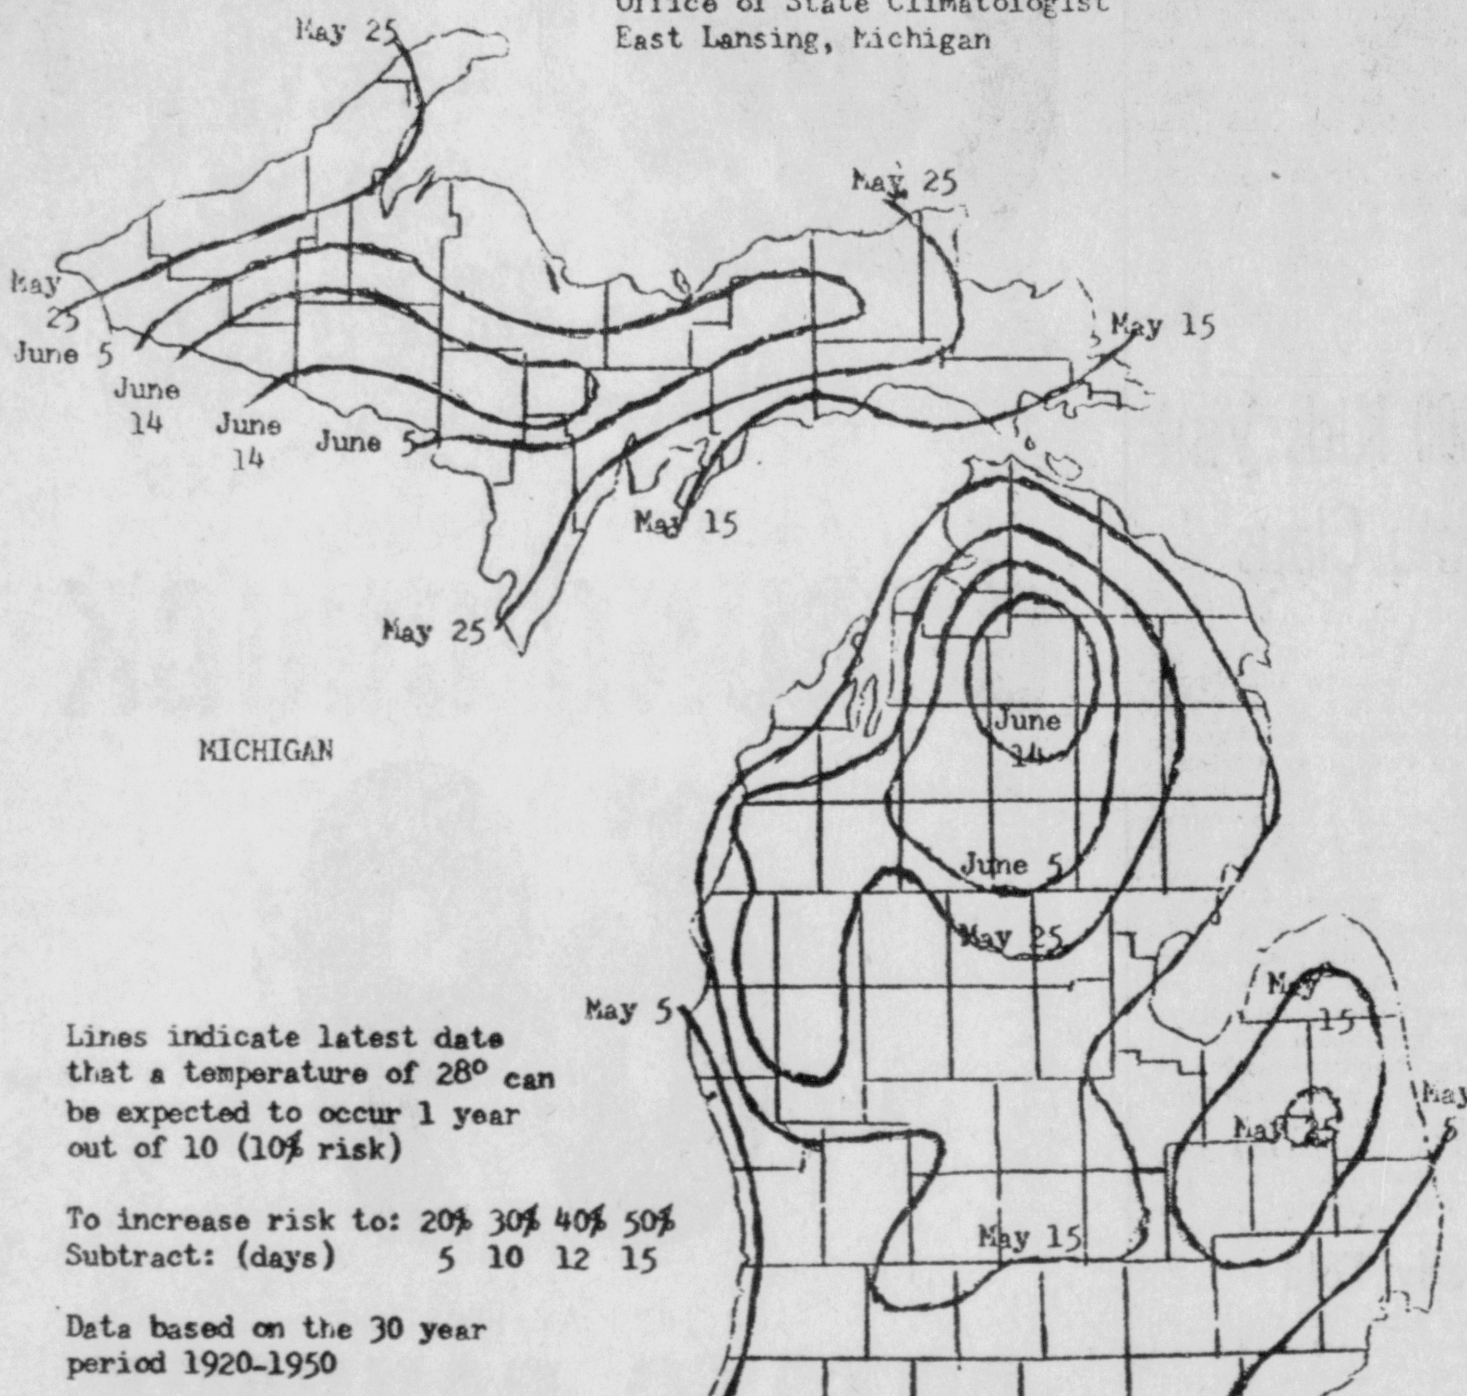 Office of State Climatologist
East Lansing, Michigan
May 25
May 25
May
25
June 5
June
14
June
14
June 5
May 15
May 15
May 25
MICHIGAN
June
14
June 5
May 25
May 5
May
15
May
5
May 25
May 15
Lines indicate latest date
that a temperature of 28° can
be expected to occur 1 year
out of 10 (10% risk)
To increase risk to: 20% 30% 40% 50%
Subtract: (days) 5 10 12 15
Data based on the 30 year
period 1920-1950